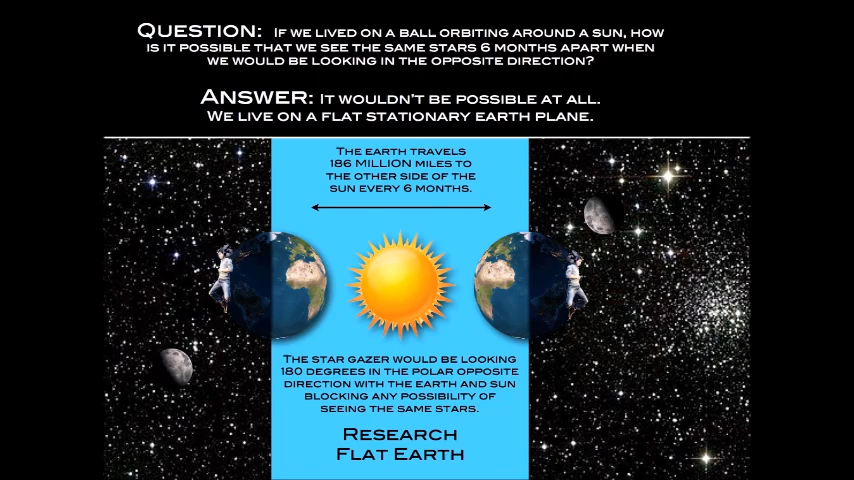 QUESTION: IF WE LIVED ON A BALL ORBITING AROUND A SUN, HOW
IS IT POSSIBLE THAT WE SEE THE SAME STARS 6 MONTHS APART WHEN
WE WOULD BE LOOKING IN THE OPPOSITE DIRECTION?
ANSWER: IT WOULDN'T BE POSSIBLE AT ALL.
WE LIVE ON A FLAT STATIONARY EARTH PLANE.
THE EARTH TRAVELS
186 MILLION MILES TO
THE OTHER SIDE OF THE
SUN EVERY 6 MONTHS.
THE STAR GAZER WOULD BE LOOKING
180 DEGREES IN THE POLAR OPPOSITE
DIRECTION WITH THE EARTH AND SUN
BLOCKING ANY POSSIBILITY OF
SEEING THE SAME STARS.
RESEARCH
FLAT EARTH